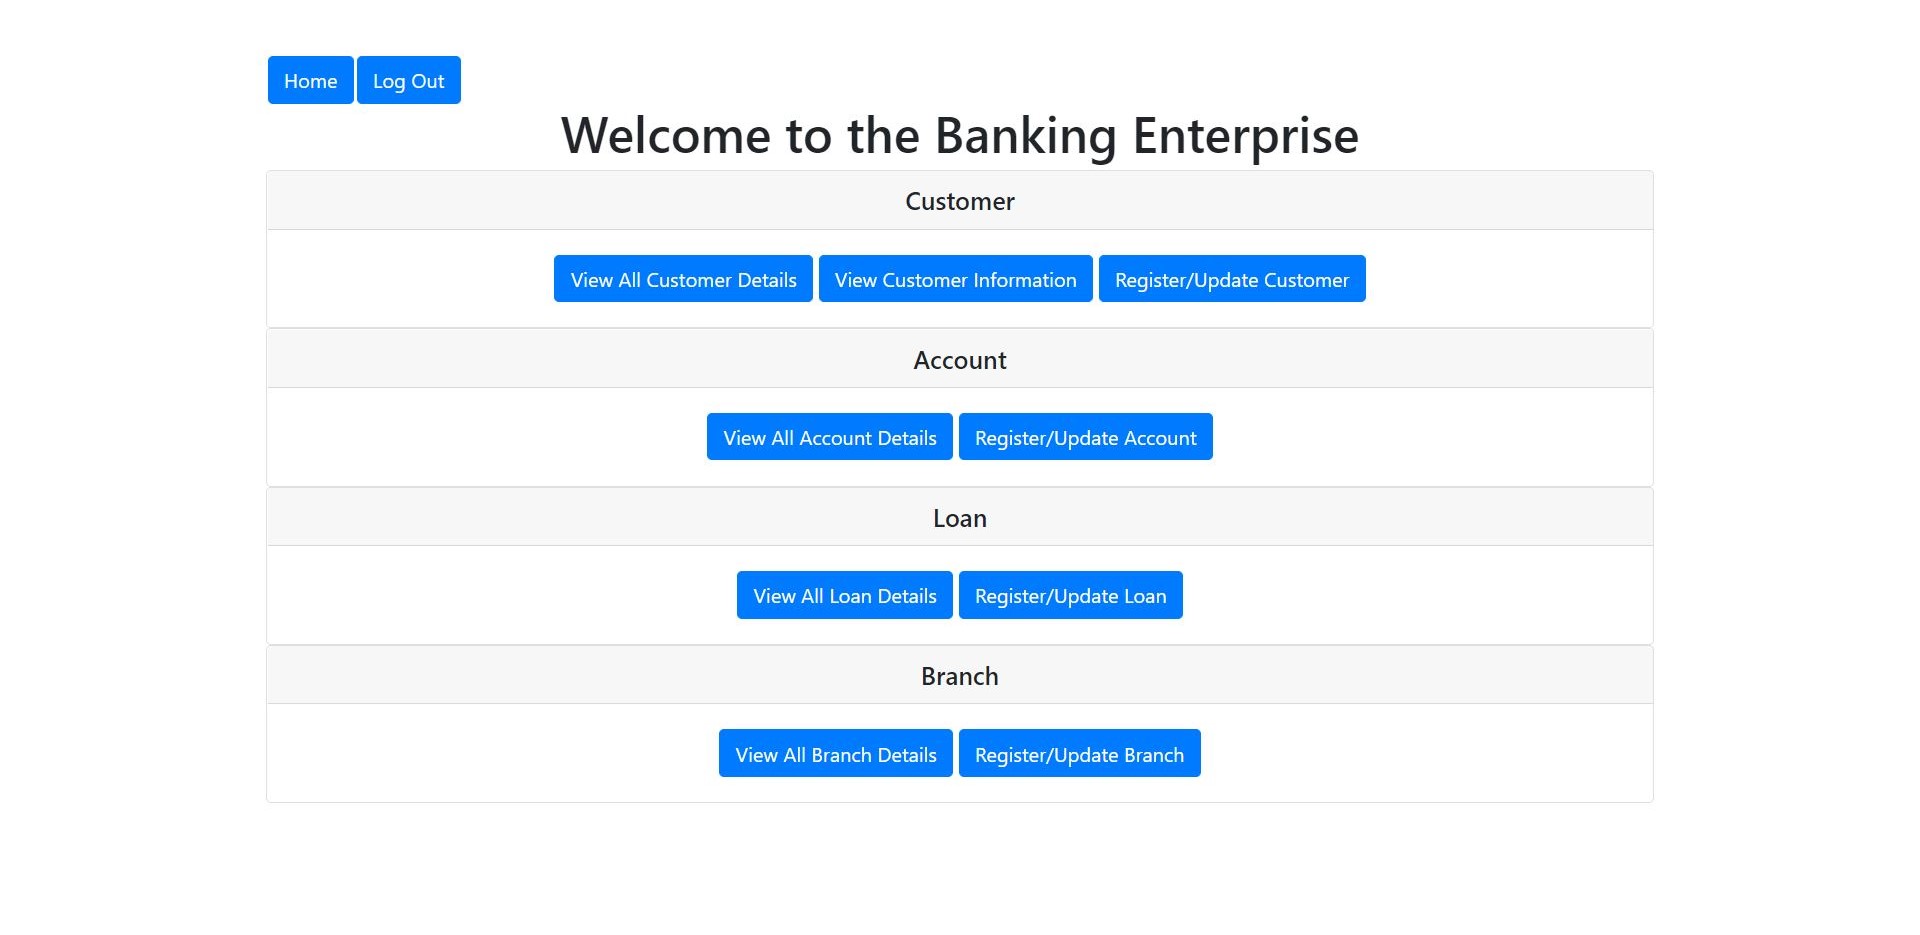 Home Log Out
Welcome to the Banking Enterprise
Customer
View All Customer Details View Customer Information Register/Update Customer
Account
View All Account Details Register/Update Account
Loan
View All Loan Details Register/Update Loan
Branch
View All Branch Details Register/Update Branch